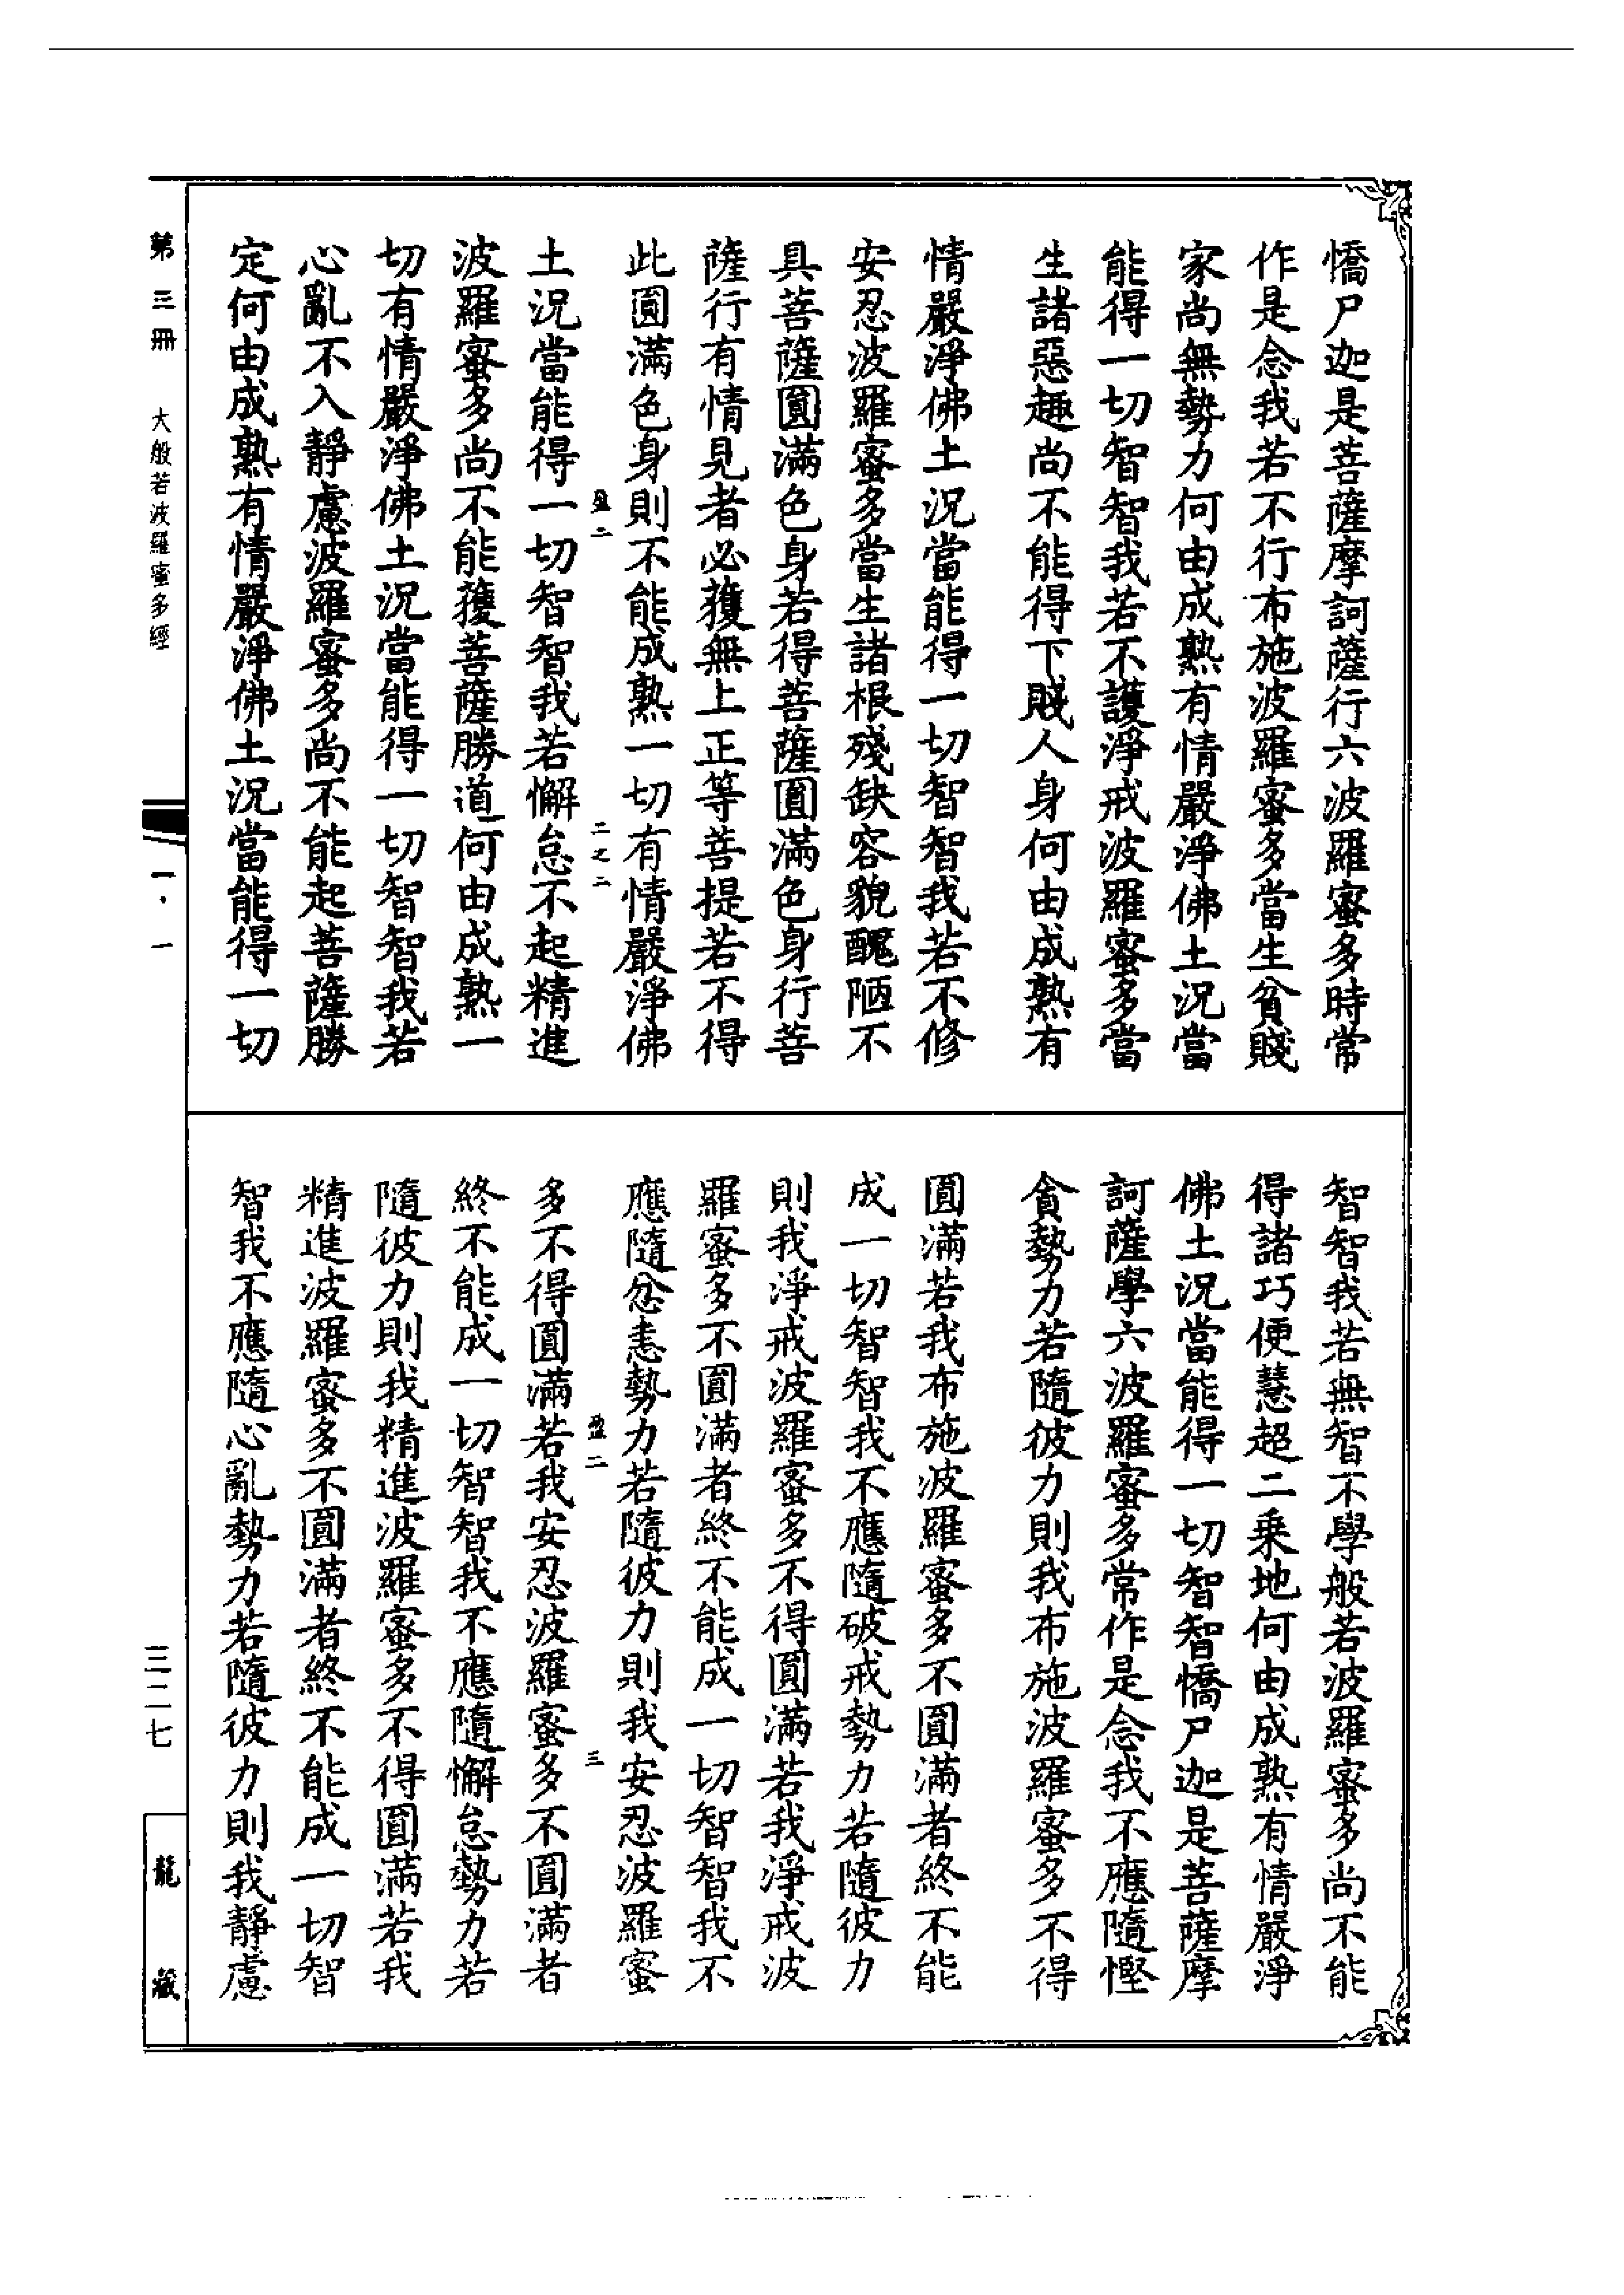 憍尸迦是菩薩摩訶薩行六波羅蜜多時常
作是念我若不行布施波羅蜜多當生貧賤
家尚無勢力何由成熟有情嚴淨佛土況當
能得一切智智我若不護淨戒波羅蜜多當
生諸惡趣尚不能得下賤人身何由成熟有
情嚴淨佛土況當能得一切智智我若不修
安忍波羅蜜多當生諸根殘缺容貌醜陋不
具菩薩圓滿色身若得菩薩圓滿色身行菩
薩行有情見者必獲無上正等菩提若不得
此圓滿色身則不能成熟一切有情嚴淨佛
盈二 二之二
土況當能得一切智智我若懈怠不起精進
波羅蜜多尚不能獲菩薩勝道何由成熟一
切有情嚴淨佛土況當能得一切智智我若
心亂不入靜慮波羅蜜多尚不能起菩薩勝
定何由成熟有情嚴淨佛土況當能得一切
智智我若無智不學般若波羅蜜多尚不能
得諸巧便慧超二乘地何由成熟有情嚴淨
佛土況當能得一切智智憍尸迦是菩薩摩
訶薩學六波羅蜜多常作是念我不應隨慳
貪勢力若隨彼力則我布施波羅蜜多不得
圓滿若我布施波羅蜜多不圓滿者終不能
成一切智智我不應隨破戒勢力若隨彼力
則我淨戒波羅蜜多不得圓滿若我淨戒波
羅蜜多不圓滿者終不能成一切智智我不
應隨忿恚勢力若隨彼力則我安忍波羅蜜
盈二 三
多不得圓滿若我安忍波羅蜜多不圓滿者
終不能成一切智智我不應隨懈怠勢力若
隨彼力則我精進波羅蜜多不得圓滿若我
精進波羅蜜多不圓滿者終不能成一切智
智我不應隨心亂勢力若隨彼力則我靜慮
第三冊 大般若波羅蜜多經 一·一 三二七 龍藏